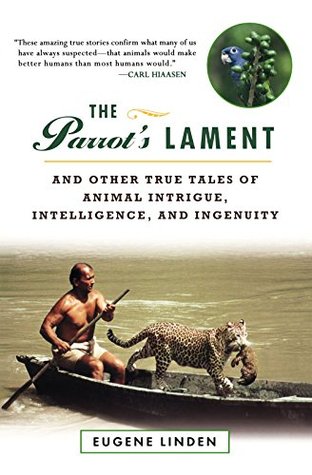 "These amazing true stories confirm what many of us
have always suspected—that animals would make
better humans than most humans would."
—CARL HIAASEN
THE
Parrot's LAMENT
AND OTHER TRUE TALES OF
ANIMAL INTRIGUE,
INTELLIGENCE, AND INGENUITY
EUGENE LINDEN